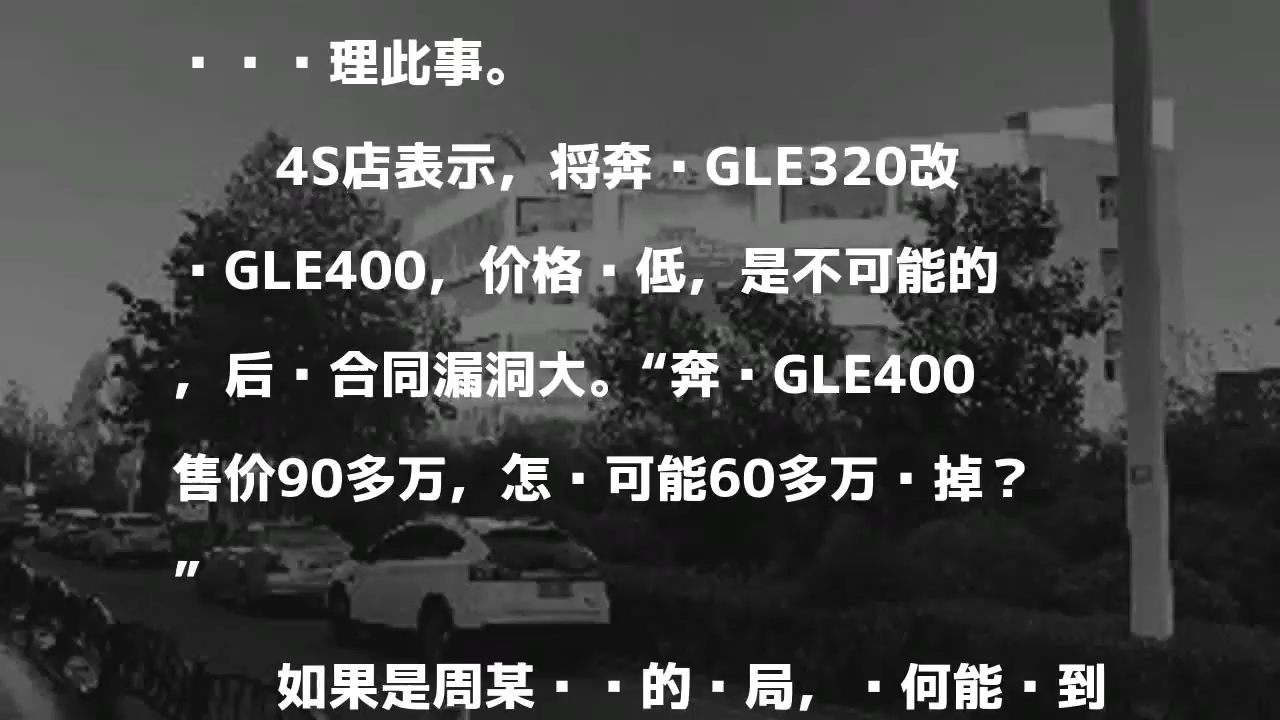 ▪▪▪理此事。
4S店表示，将奔▪GLE320改
▪GLE400，价格▪低，是不可能的
，后▪合同漏洞大。“奔▪GLE400
售价90多万，怎▪可能60多万▪掉？
”
如果是周某▪▪的▪局，▪何能▪到